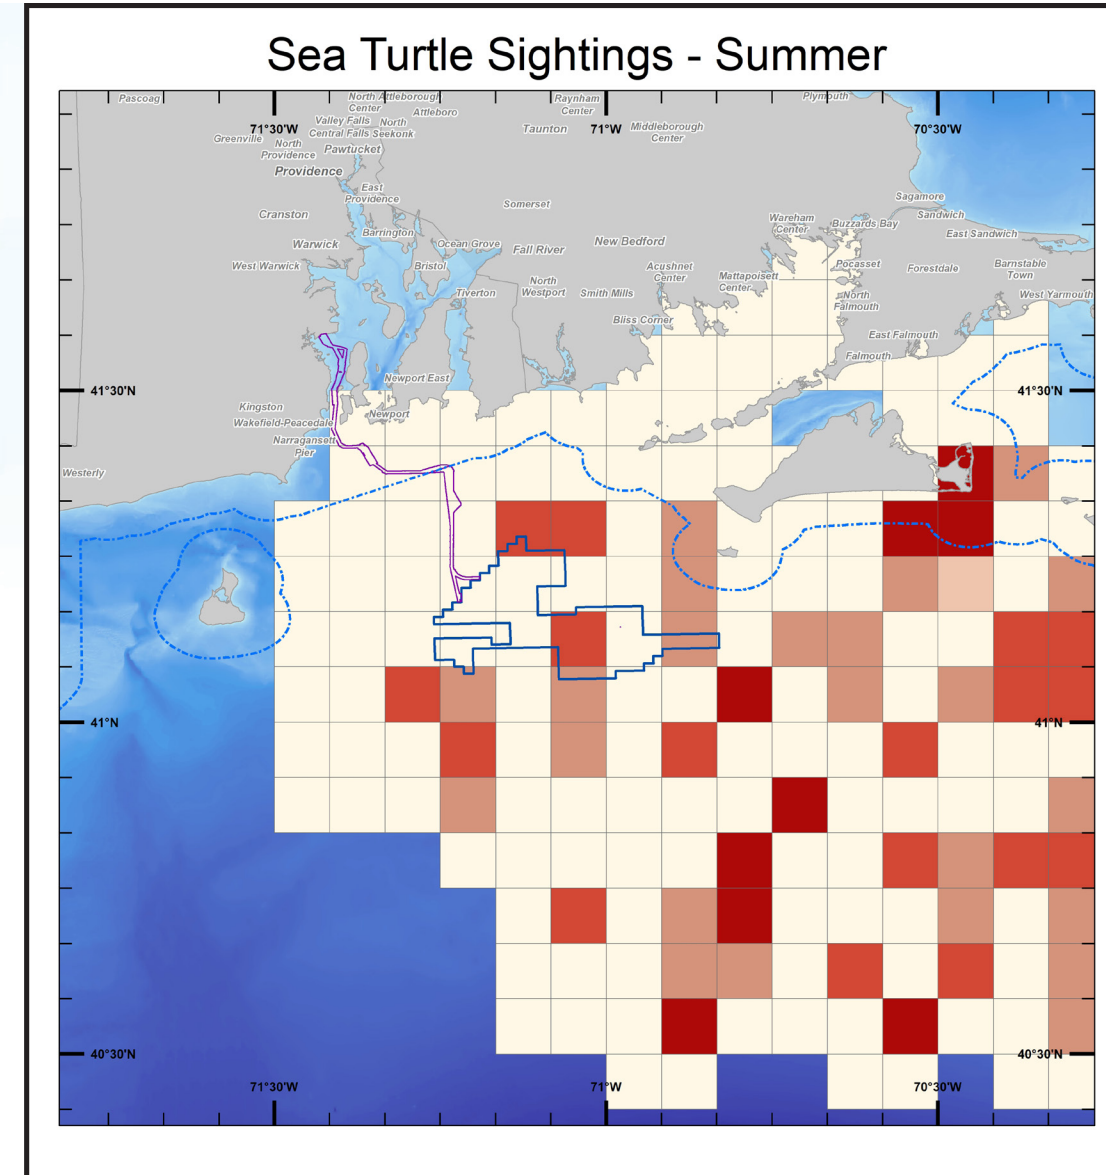 Sea Turtle Sightings - Summer
Pascoag
North Attleborough
Center
Attleboro
Raynham
Center
Plymouth
71°30'W
71°W
70°30'W
Valley Falls
North
Central Falls
Seekonk
Greenville
North
Providence
Pawtucket
Taunton
Middleborough
Center
Providence
East
Providence
Cranston
Somerset
Sagamore
Sandwich
Wareham
Center
Buzzards Bay
East Sandwich
Barrington
Warwick
Ocean Grove
Fall River
New Bedford
West Warwick
Bristol
Acushnet
Center
Mattapoisett
Center
Pocasset
Forestdale
Barnstable
Town
Tiverton
North
Westport
Smith Mills
North
Falmouth
West Yarmouth
Bliss Corner
East Falmouth
Falmouth
Newport East
41°30'N
41°30'N
Kingston
Newport
Wakefield-Peacedale
Narragansett
Pier
Westerly
41°N
41°N
40°30'N
40°30'N
71°30'W
71°W
70°30'W